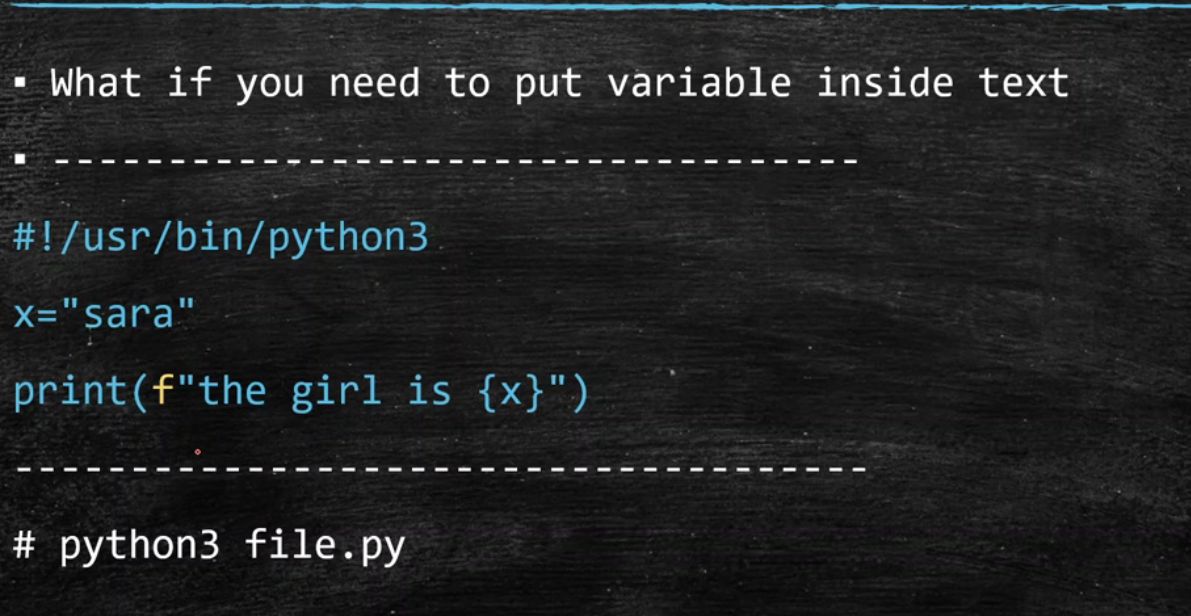 ▪ What if you need to put variable inside text
▪ -----------------------------------
#!/usr/bin/python3
x="sara"
print(f"the girl is {x}")
-------------------------------------
# python3 file.py